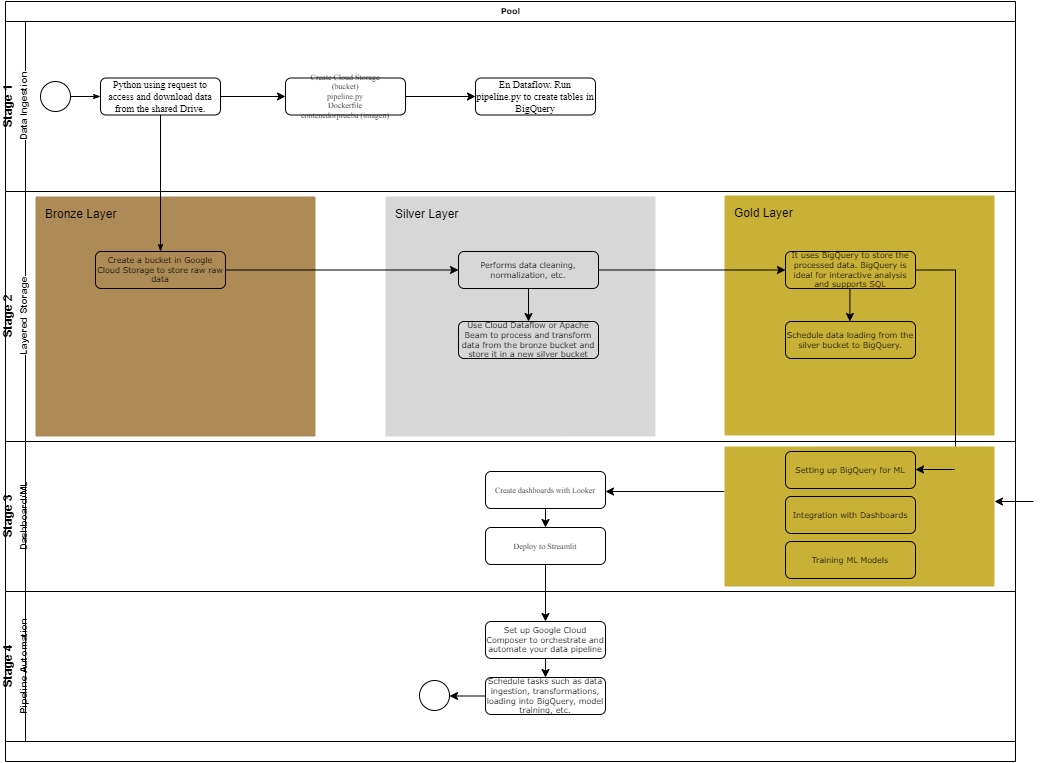 Pool
Stage 1
Data Ingestion
Python using request to
access and download data
from the shared Drive.
Create Cloud Storage
(bucket)
pipeline.py
Dockerfile
contenedorprueba (imagen)
En Dataflow. Run
pipeline.py to create tables in
BigQuery
Stage 2
Layered Storage
Bronze Layer
Create a bucket in Google
Cloud Storage to store raw raw
data
Silver Layer
Performs data cleaning,
normalization, etc.
Use Cloud Dataflow or Apache
Beam to process and transform
data from the bronze bucket and
store it in a new silver bucket
Gold Layer
It uses BigQuery to store the
processed data. BigQuery is
ideal for interactive analysis
and supports SQL
Schedule data loading from the
silver bucket to BigQuery.
Stage 3
Dashboard/ML
Create dashboards with Looker
Deploy to Streamlit
Setting up BigQuery for ML
Integration with Dashboards
Training ML Models
Stage 4
Pipeline Automation
Set up Google Cloud
Composer to orchestrate and
automate your data pipeline
Schedule tasks such as data
ingestion, transformations,
loading into BigQuery, model
training, etc.